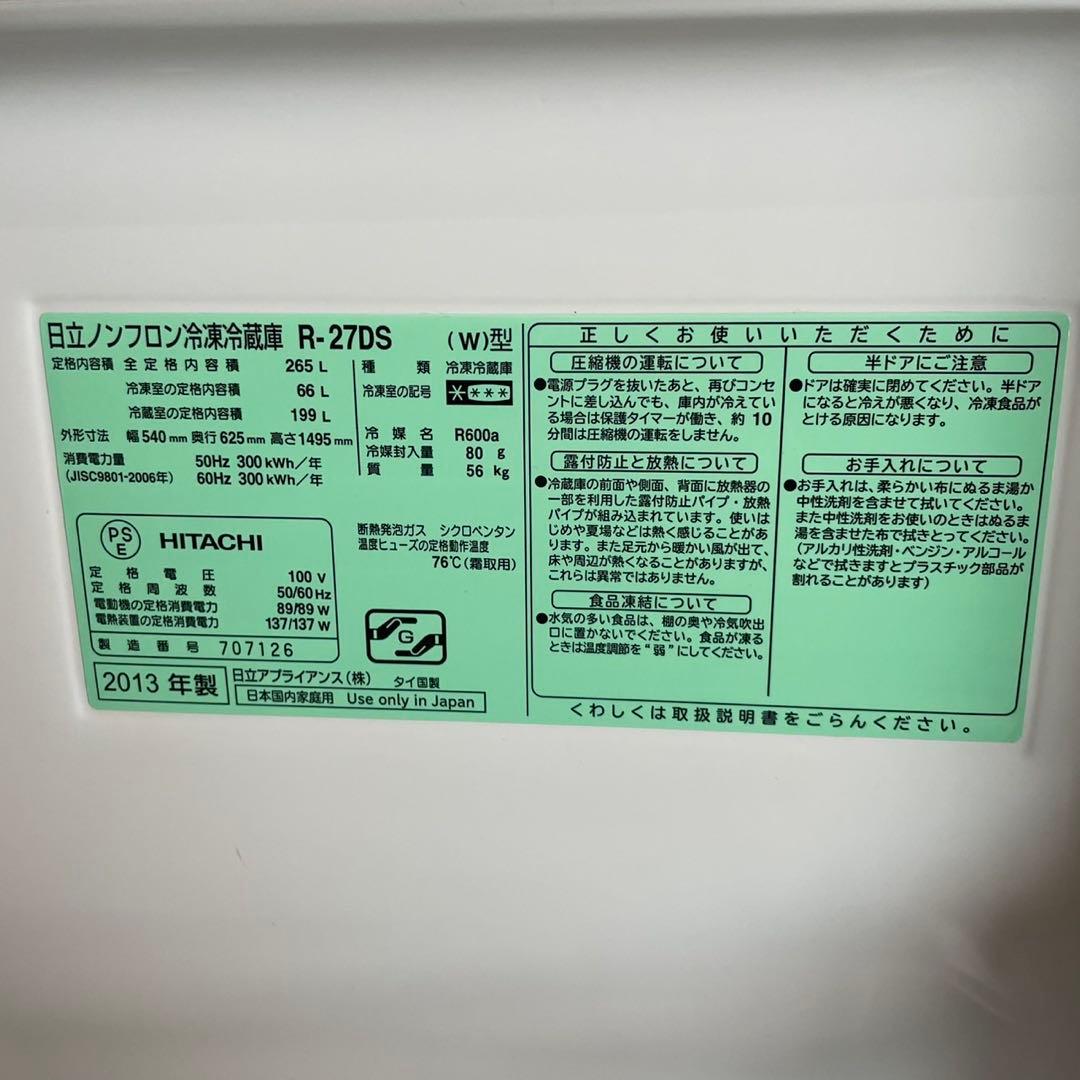 日立ノンフロン冷凍冷蔵庫 R-27DS (W)型
定格内容積 全定格内容積 265 L
冷凍室の定格内容積 66 L
冷蔵室の定格内容積 199 L
外形寸法 幅540mm 奥行625mm 高さ1495mm
消費電力量 50Hz 300kWh/年
(JISC9801-2006年) 60Hz 300kWh/年
種類 冷凍冷蔵庫
冷凍室の記号 ****
冷媒名 R600a
冷媒封入量 80 g
質量 56 kg
PS
E
HITACHI
定格電圧 100 V
定格周波数 50/60 Hz
電動機の定格消費電力 89/89 W
電熱装置の定格消費電力 137/137 W
製造番号 707126
断熱発泡ガス シクロペンタン
温度ヒューズの定格動作温度
76℃(霜取用)
G
2013 年製
日立アプライアンス(株) タイ国製
日本国内家庭用 Use only in Japan
正しくお使いいただくために
圧縮機の運転について
●電源プラグを抜いたあと、再びコンセ
ントに差し込んでも、庫内が冷えてい
る場合は保護タイマーが働き、約10
分間は圧縮機の運転をしません。
露付防止と放熱について
●冷蔵庫の前面や側面、背面に放熱器の
一部を利用した露付防止パイプ・放熱
パイプが組み込まれています。使いは
じめや夏場などは熱く感じることがあ
ります。また足元から暖かい風が出て、
床や周辺が熱くなることがありますが、
これらは異常ではありません。
食品凍結について
●水気の多い食品は、棚の奥や冷気吹出
口に置かないでください。食品が凍る
ときは温度調節を“弱”にしてください。
半ドアにご注意
●ドアは確実に閉めてください。半ドア
になると冷えが悪くなり、冷凍食品が
とける原因になります。
お手入れについて
●お手入れは、柔らかい布にぬるま湯か
中性洗剤を含ませて拭いてください。
また中性洗剤をお使いのときはぬるま
湯を含ませた布で拭きとってください。
(アルカリ性洗剤・ベンジン・アルコール
などで拭きますとプラスチック部品が
割れることがあります)
くわしくは取扱説明書をごらんください。